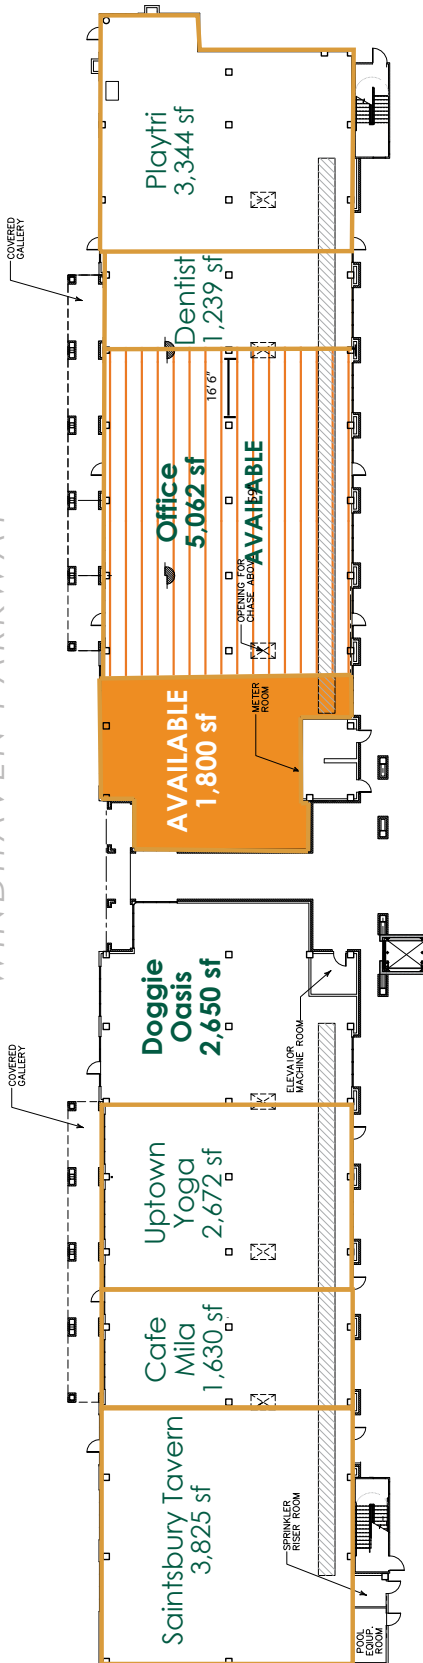 Playtri
3,344 sf
COVERED
GALLERY
Dentist
1,239 sf
16'6"
Office
5,062 sf
AVAILABLE
OPENING FOR
CHASE ABOVE
AVAILABLE
1,800 sf
METER
ROOM
Doggie
Oasis
2,650 sf
ELEVATOR
MACHINE ROOM
COVERED
GALLERY
Uptown
Yoga
2,672 sf
Cafe
Mila
1,630 sf
Saintsbury Tavern
3,825 sf
SPRINKLER
RISER ROOM
POOL
EQIUP.
ROOM